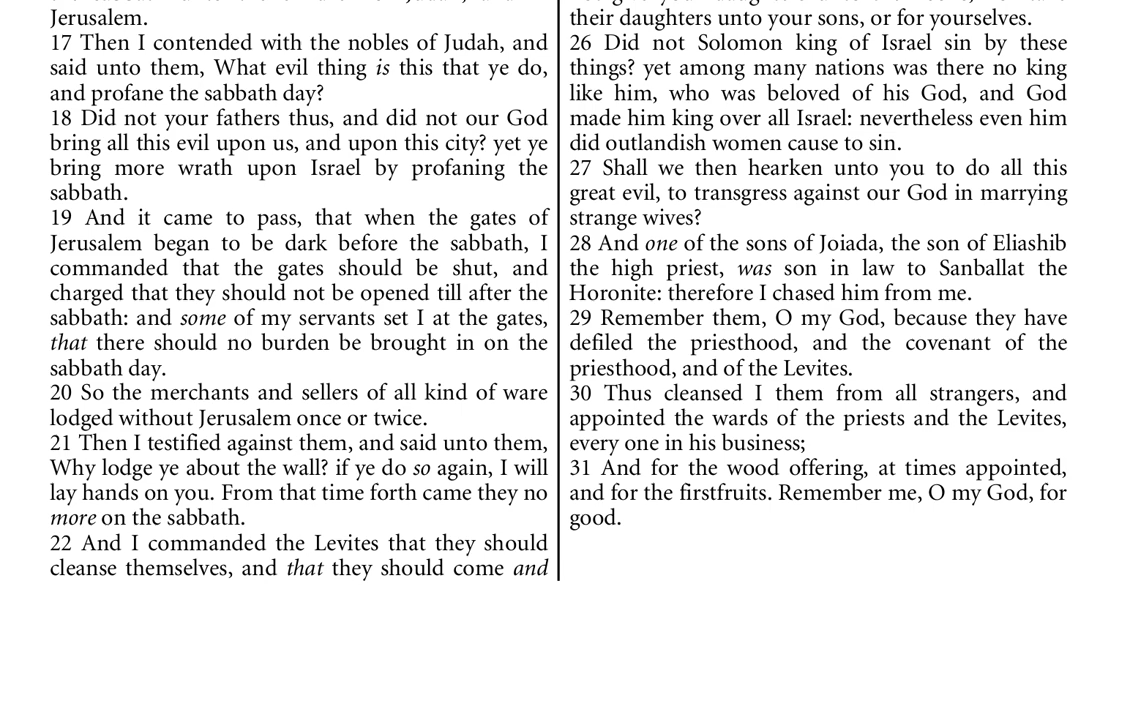 Jerusalem.
17 Then I contended with the nobles of Judah, and
said unto them, What evil thing is this that ye do,
and profane the sabbath day?
18 Did not your fathers thus, and did not our God
bring all this evil upon us, and upon this city? yet ye
bring more wrath upon Israel by profaning the
sabbath.
19 And it came to pass, that when the gates of
Jerusalem began to be dark before the sabbath, I
commanded that the gates should be shut, and
charged that they should not be opened till after the
sabbath: and some of my servants set I at the gates,
that there should no burden be brought in on the
sabbath day.
20 So the merchants and sellers of all kind of ware
lodged without Jerusalem once or twice.
21 Then I testified against them, and said unto them,
Why lodge ye about the wall? if ye do so again, I will
lay hands on you. From that time forth came they no
more on the sabbath.
22 And I commanded the Levites that they should
cleanse themselves, and that they should come and
their daughters unto your sons, or for yourselves.
26 Did not Solomon king of Israel sin by these
things? yet among many nations was there no king
like him, who was beloved of his God, and God
made him king over all Israel: nevertheless even him
did outlandish women cause to sin.
27 Shall we then hearken unto you to do all this
great evil, to transgress against our God in marrying
strange wives?
28 And one of the sons of Joiada, the son of Eliashib
the high priest, was son in law to Sanballat the
Horonite: therefore I chased him from me.
29 Remember them, O my God, because they have
defiled the priesthood, and the covenant of the
priesthood, and of the Levites.
30 Thus cleansed I them from all strangers, and
appointed the wards of the priests and the Levites,
every one in his business;
31 And for the wood offering, at times appointed,
and for the firstfruits. Remember me, O my God, for
good.